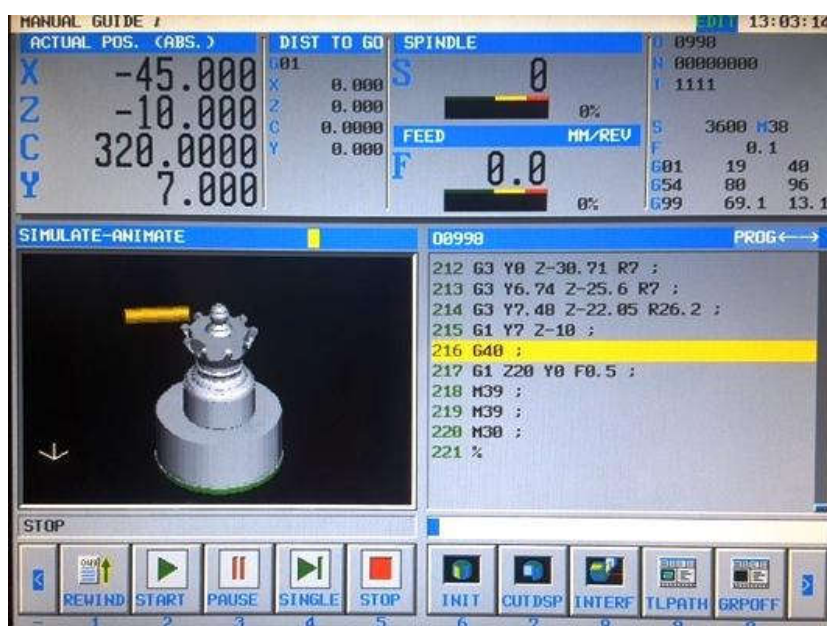 MANUAL GUIDE i
EDIT 13:03:14
ACTUAL POS. (ABS.)
X -45.000
Z -10.000
C 320.0000
Y 7.000
DIST TO GO
G01
X 0.000
Z 0.000
C 0.0000
Y 0.000
SPINDLE
S 0
0%
FEED MM/REV
F 0.0
0%
O 0998
N 00000000
T 1111
S 3600 M38
F 0.1
G01 19 40
G54 80 96
G99 69.1 13.1
SIMULATE-ANIMATE
O0998 PROG
212 G3 Y0 Z-30.71 R7 ;
213 G3 Y6.74 Z-25.6 R7 ;
214 G3 Y7.48 Z-22.05 R26.2 ;
215 G1 Y7 Z-10 ;
216 G40 ;
217 G1 Z20 Y0 F0.5 ;
218 M39 ;
219 M39 ;
220 M30 ;
221 %
STOP
REWIND START PAUSE SINGLE STOP INIT CUTDSP INTERF TLPATH GRPOFF